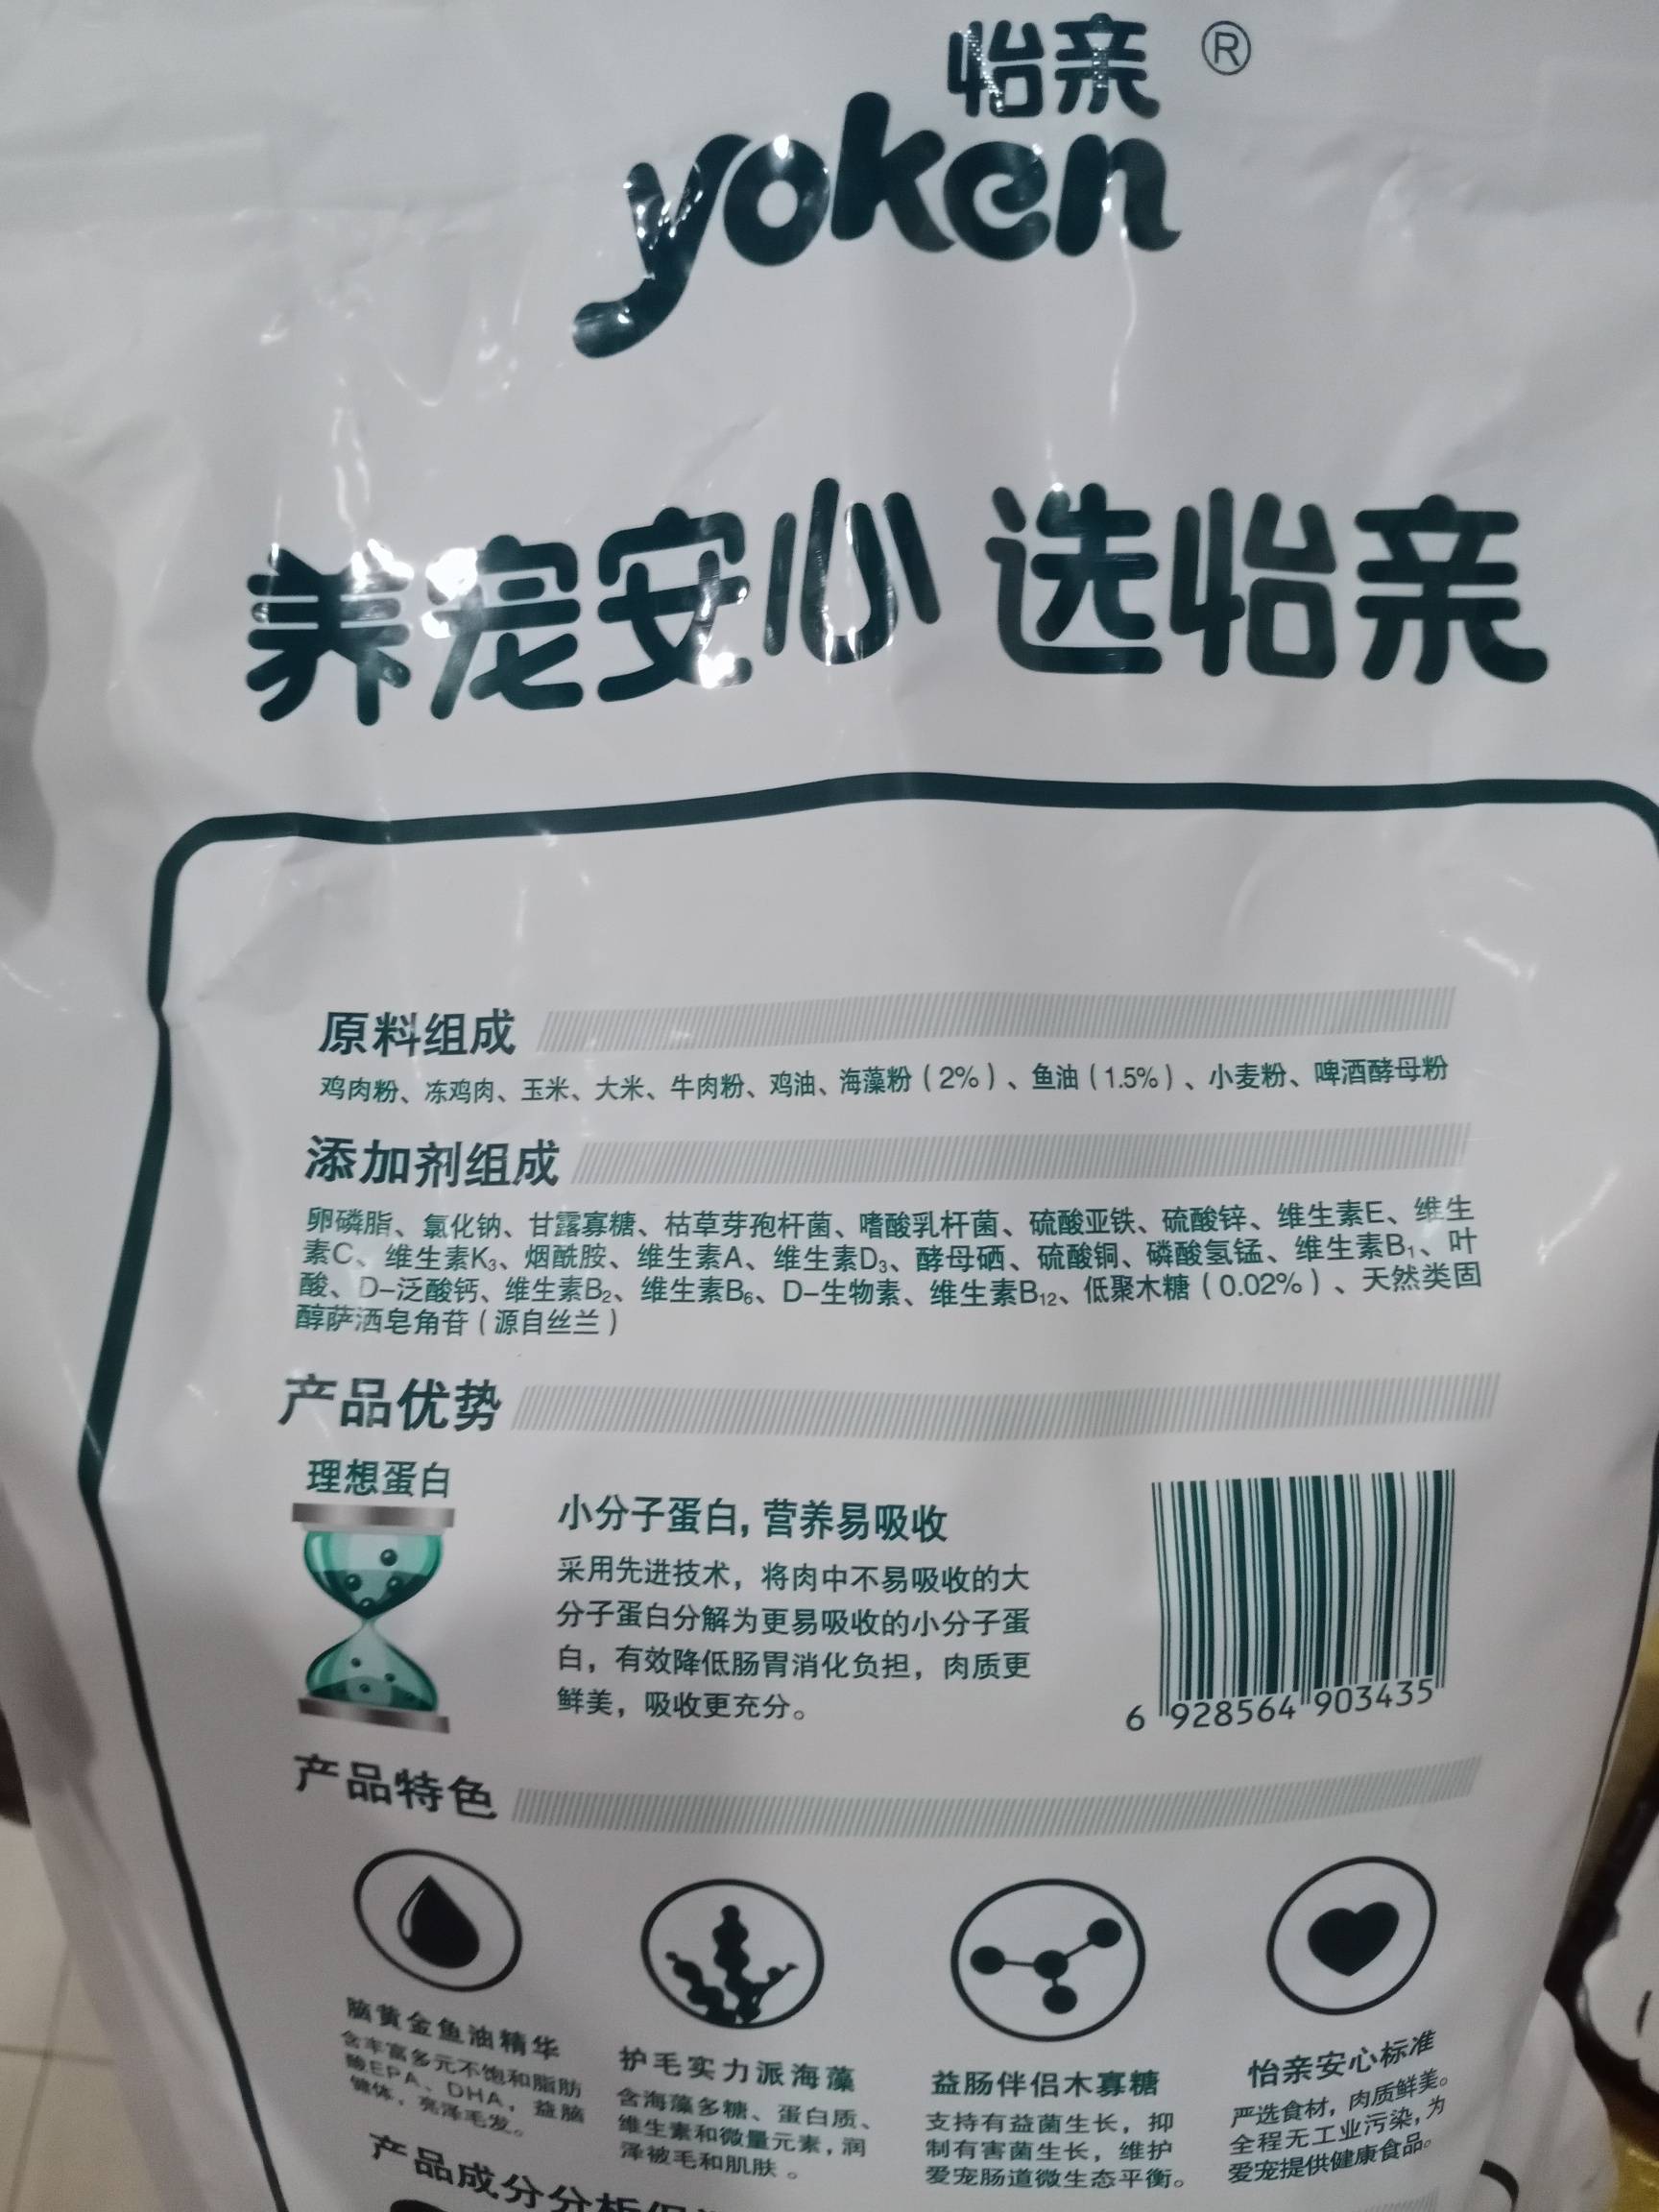 怡亲 ®
yoken
养宠安心 选怡亲
原料组成
鸡肉粉、冻鸡肉、玉米、大米、牛肉粉、鸡油、海藻粉（2%）、鱼油（1.5%）、小麦粉、啤酒酵母粉
添加剂组成
卵磷脂、氯化钠、甘露寡糖、枯草芽孢杆菌、嗜酸乳杆菌、硫酸亚铁、硫酸锌、维生素E、维生
素C、维生素K₃、烟酰胺、维生素A、维生素D₃、酵母硒、硫酸铜、磷酸氢锰、维生素B₁、叶
酸、D-泛酸钙、维生素B₂、维生素B₆、D-生物素、维生素B₁₂、低聚木糖（0.02%）、天然类固
醇萨洒皂角苷（源自丝兰）
产品优势
理想蛋白
小分子蛋白, 营养易吸收
采用先进技术，将肉中不易吸收的大
分子蛋白分解为更易吸收的小分子蛋
白，有效降低肠胃消化负担，肉质更
鲜美，吸收更充分。
6 928564 903435
产品特色
脑黄金鱼油精华
含丰富多元不饱和脂肪
酸EPA、DHA，益脑
健体，亮泽毛发。
护毛实力派海藻
含海藻多糖、蛋白质、
维生素和微量元素，润
泽被毛和肌肤。
益肠伴侣木寡糖
支持有益菌生长，抑
制有害菌生长，维护
爱宠肠道微生态平衡。
怡亲安心标准
严选食材，肉质鲜美。
全程无工业污染，为
爱宠提供健康食品。
产品成分分析保